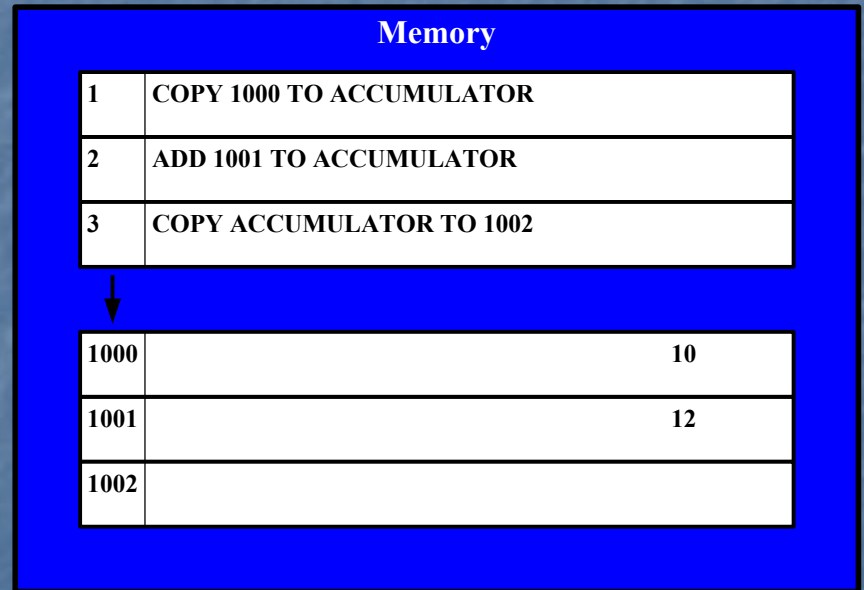 Memory
1 COPY 1000 TO ACCUMULATOR
2 ADD 1001 TO ACCUMULATOR
3 COPY ACCUMULATOR TO 1002
1000 10
1001 12
1002